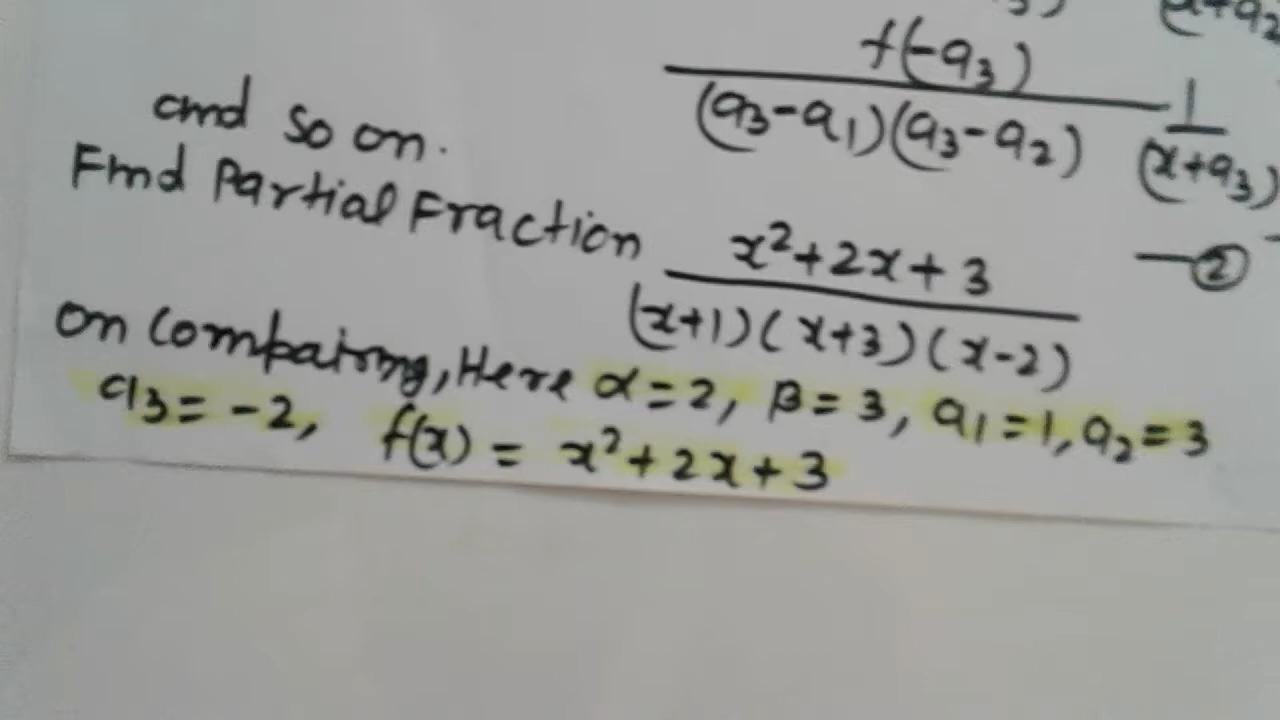 f(-a₃)
(a₃-a₁)(a₃-a₂)
1
(x+a₃)
and so on.
Find Partial Fraction
x²+2x+3
(x+1)(x+3)(x-2)
—②
On Combairing, Here α=2, β=3, a₁=1, a₂=3
a₃=-2, f(x) = x²+2x+3